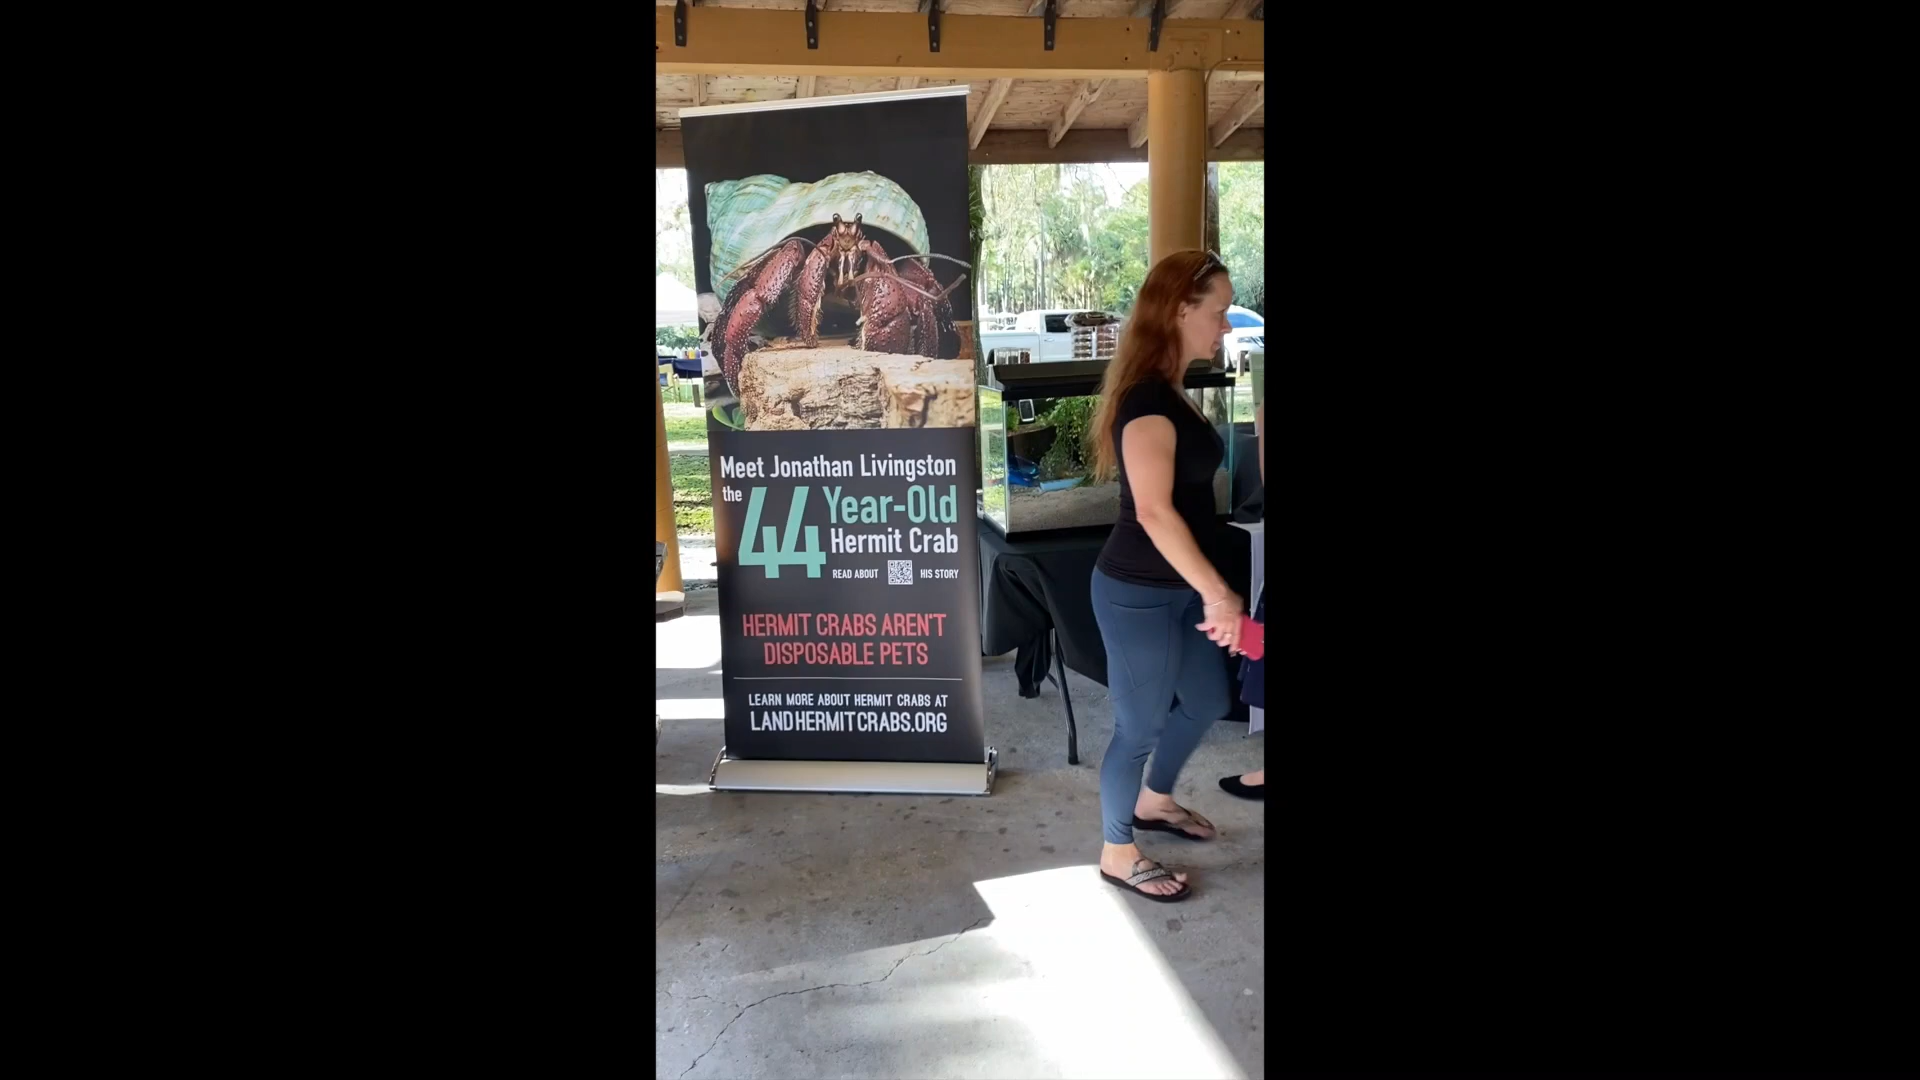 Meet Jonathan Livingston
the 44 Year-Old
Hermit Crab
READ ABOUT HIS STORY
HERMIT CRABS AREN'T
DISPOSABLE PETS
LEARN MORE ABOUT HERMIT CRABS AT
LANDHERMITCRABS.ORG